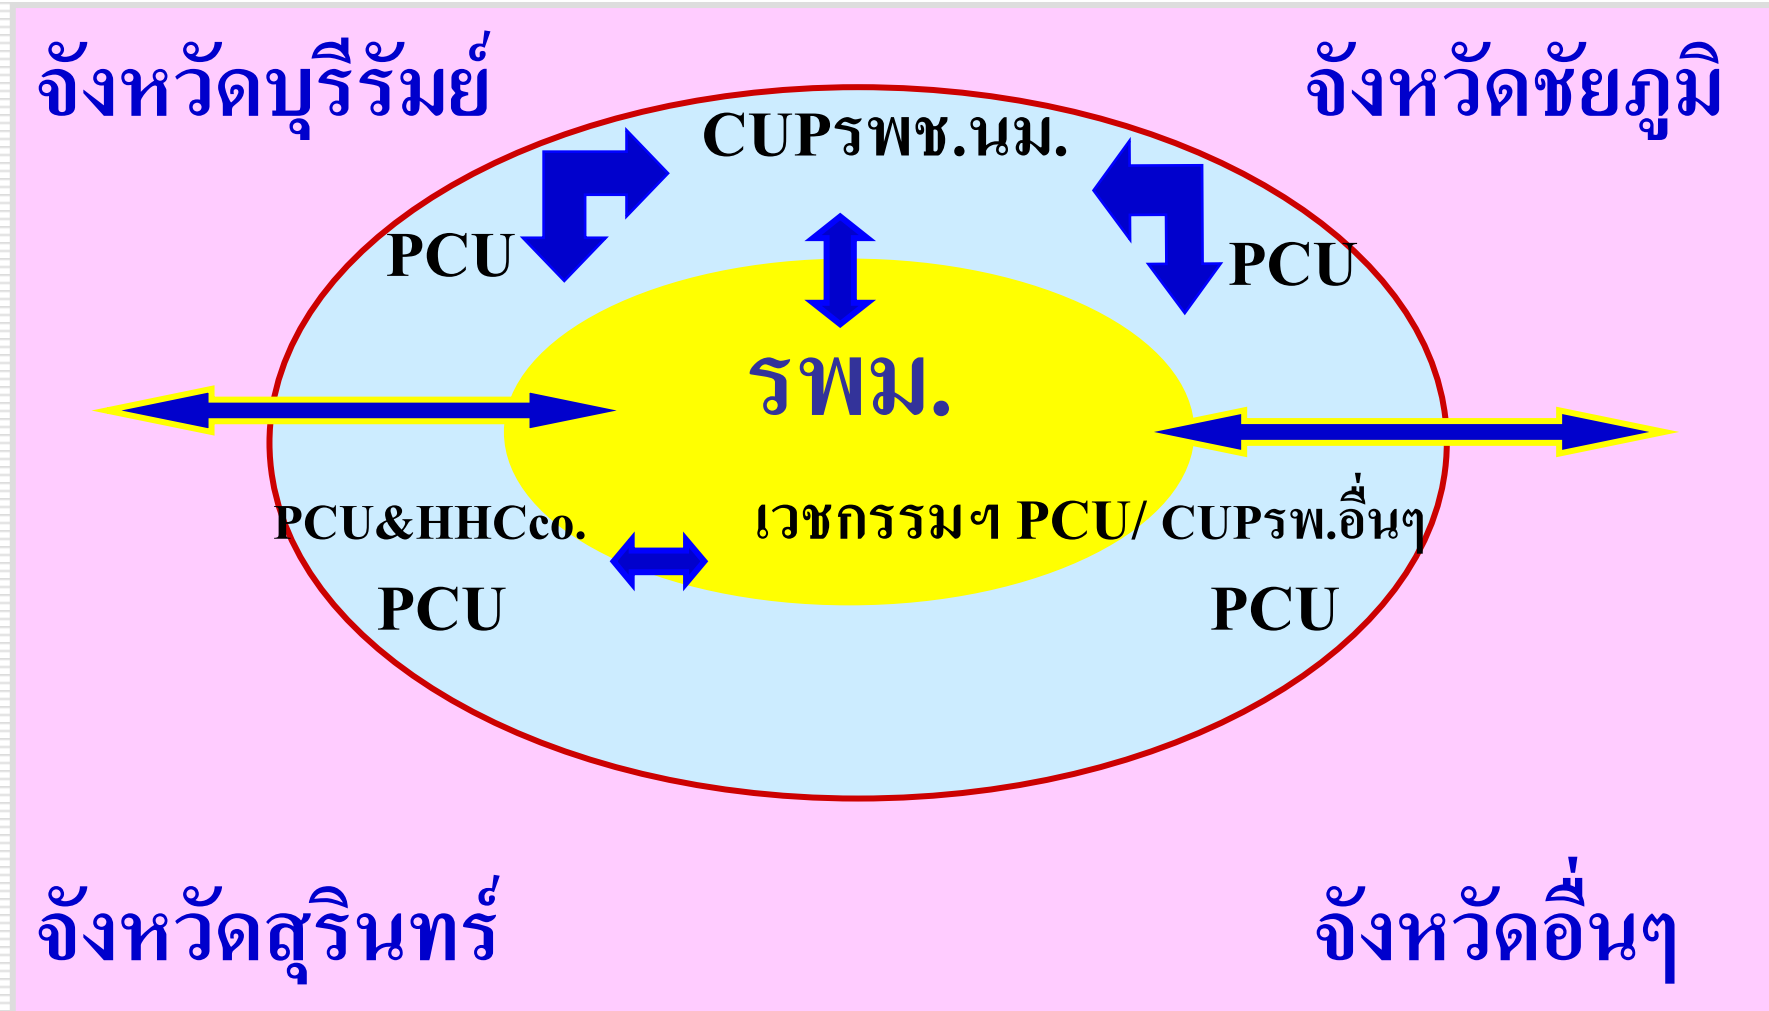 จังหวัดบุรีรัมย์
จังหวัดชัยภูมิ
CUPรพช.นม.
PCU
PCU
รพม.
PCU&HHCco.
เวชกรรมฯ PCU/ CUPรพ.อื่นๆ
PCU
PCU
จังหวัดสุรินทร์
จังหวัดอื่นๆ